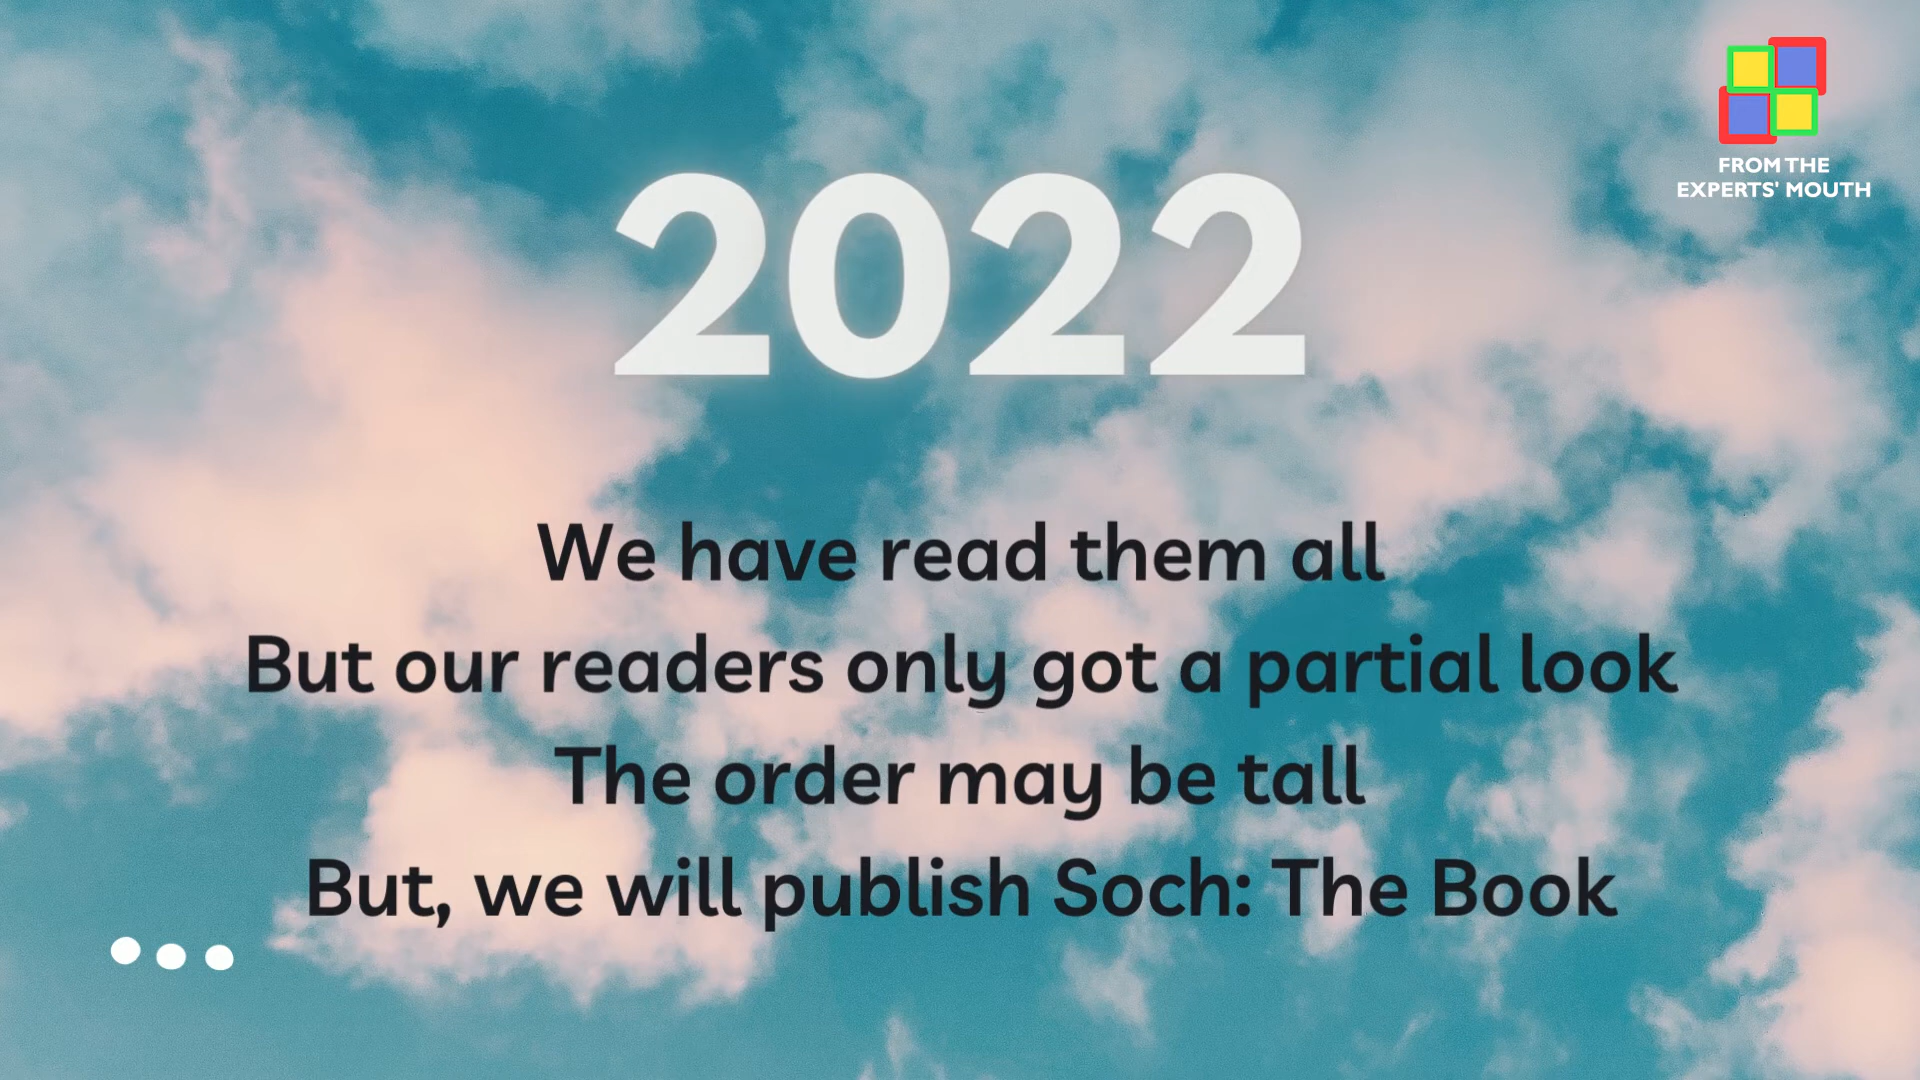 FROM THE
EXPERTS' MOUTH
2022
We have read them all
But our readers only got a partial look
The order may be tall
But, we will publish Soch: The Book